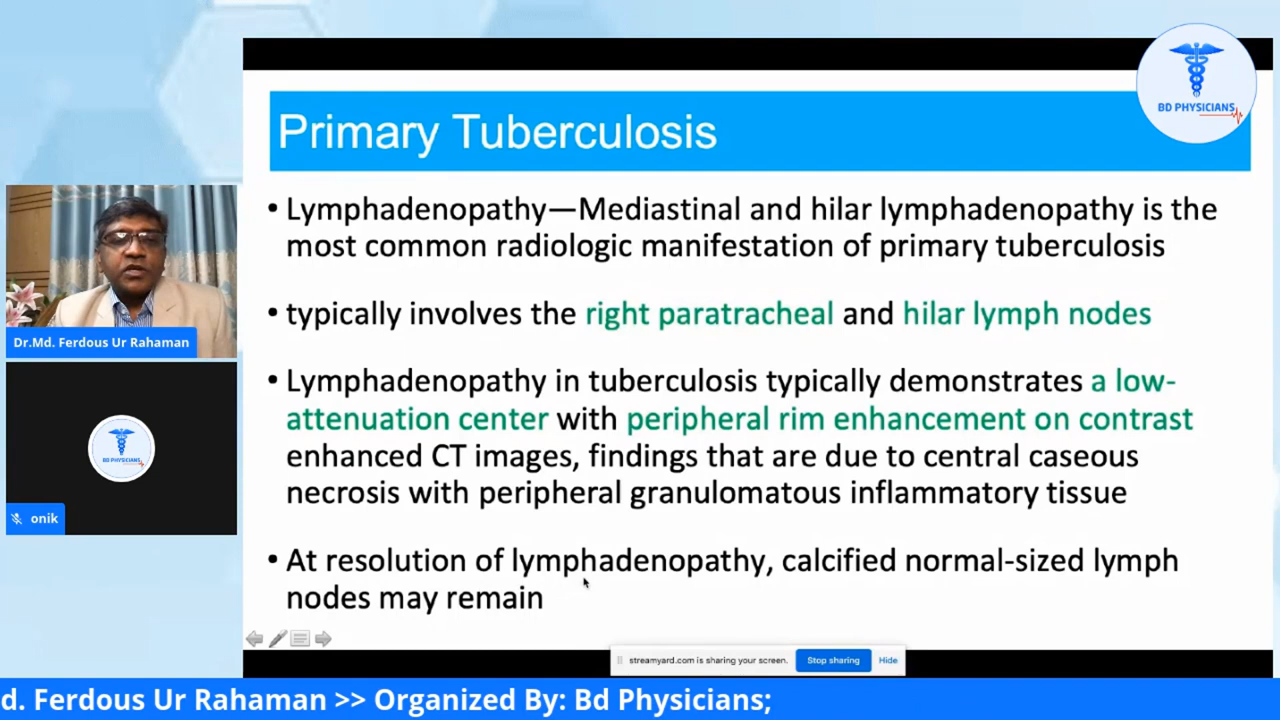 BD PHYSICIANS
Primary Tuberculosis
• Lymphadenopathy—Mediastinal and hilar lymphadenopathy is the
most common radiologic manifestation of primary tuberculosis
• typically involves the right paratracheal and hilar lymph nodes
• Lymphadenopathy in tuberculosis typically demonstrates a low-
attenuation center with peripheral rim enhancement on contrast
enhanced CT images, findings that are due to central caseous
necrosis with peripheral granulomatous inflammatory tissue
• At resolution of lymphadenopathy, calcified normal-sized lymph
nodes may remain
Dr.Md. Ferdous Ur Rahaman
BD PHYSICIANS
onik
streamyard.com is sharing your screen.
Stop sharing
Hide
d. Ferdous Ur Rahaman >> Organized By: Bd Physicians;